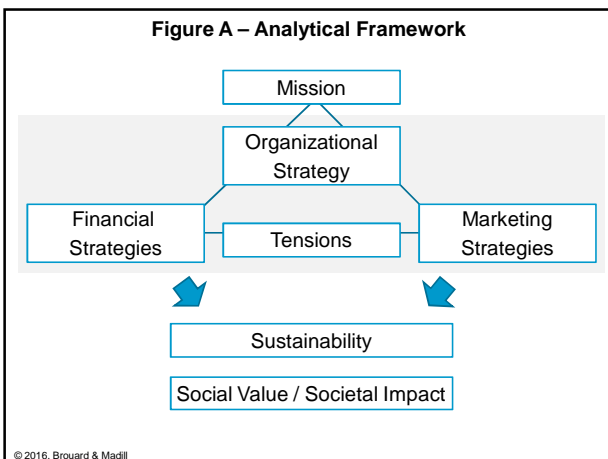 Figure A – Analytical Framework
Mission
Organizational
Strategy
Financial
Strategies
Tensions
Marketing
Strategies
Sustainability
Social Value / Societal Impact
© 2016, Brouard & Madill